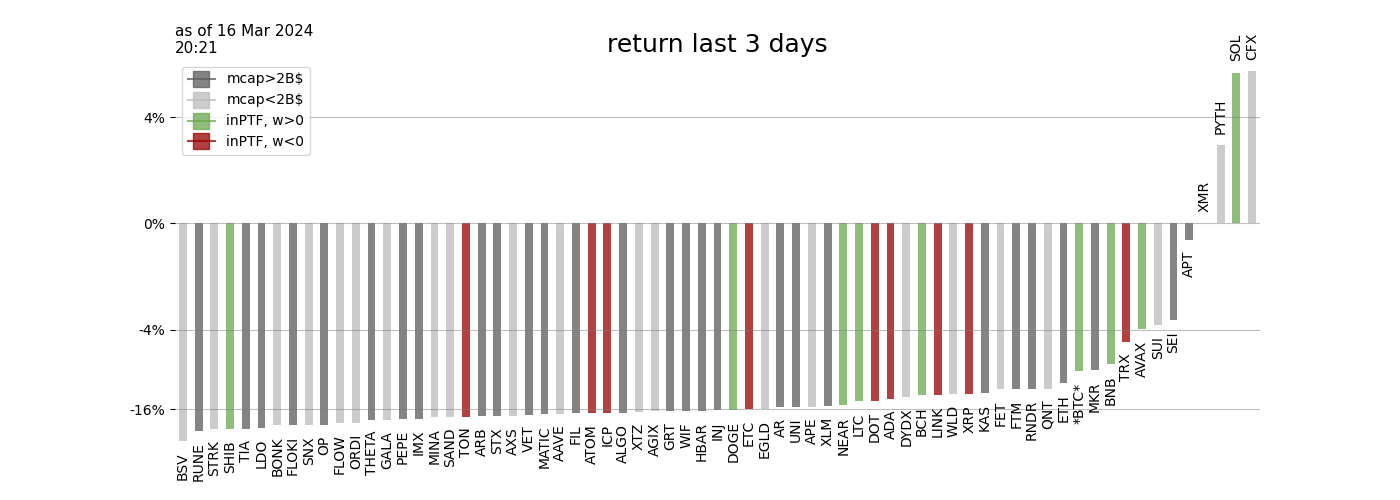 as of 16 Mar 2024
20:21
return last 3 days
mcap>2B$
mcap<2B$
inPTF, w>0
inPTF, w<0
4%
0%
-4%
-16%
BSV
RUNE
STRK
SHIB
TIA
LDO
BONK
FLOKI
SNX
OP
FLOW
ORDI
THETA
GALA
PEPE
IMX
MINA
SAND
TON
ARB
STX
AXS
VET
MATIC
AAVE
FIL
ATOM
ICP
ALGO
XTZ
AGIX
GRT
WIF
HBAR
INJ
DOGE
ETC
EGLD
AR
UNI
APE
XLM
NEAR
LTC
DOT
ADA
DYDX
BCH
LINK
WLD
XRP
KAS
FET
FTM
RNDR
QNT
ETH
*BTC*
MKR
BNB
TRX
AVAX
SUI
SEI
APT
XMR
PYTH
SOL
CFX